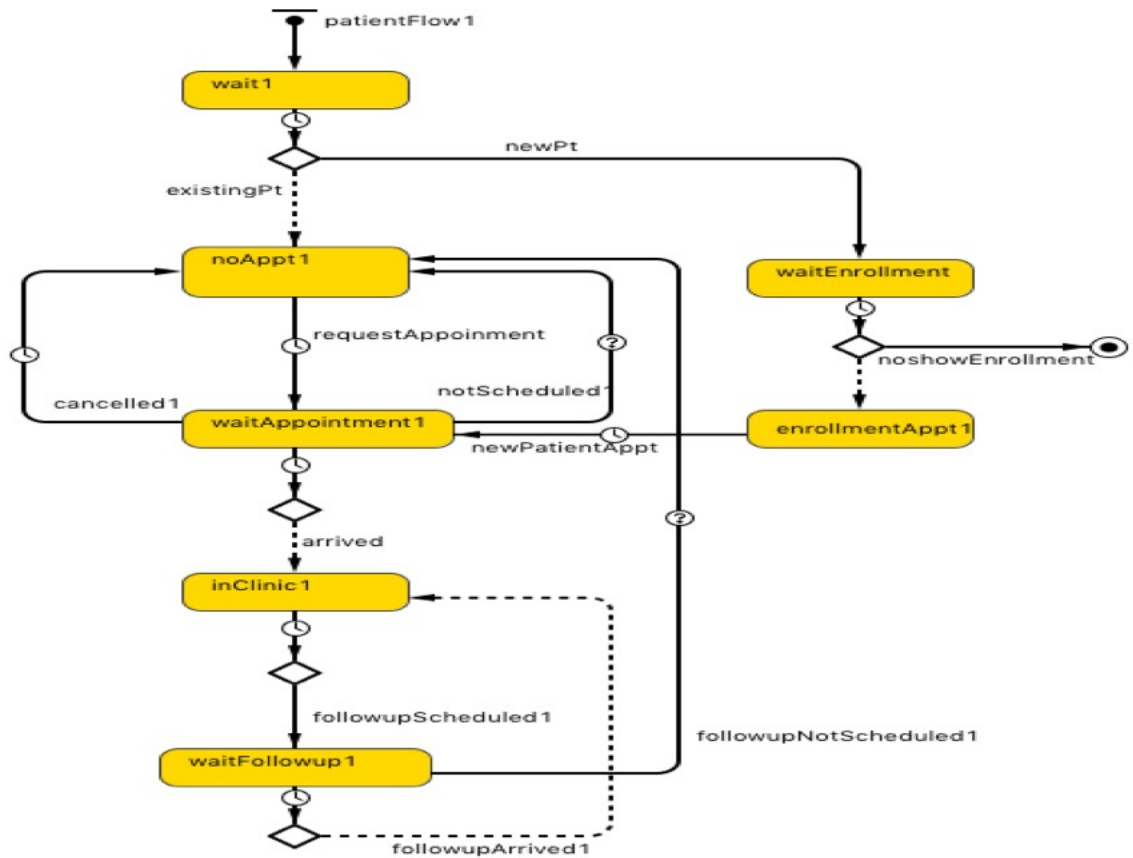 patientFlow1
wait1
newPt
existingPt
noAppt1
waitEnrollment
requestAppoinment
noshowEnrollment
cancelled1
notScheduled1
waitAppointment1
enrollmentAppt1
newPatientAppt
arrived
inClinic1
followupScheduled1
followupNotScheduled1
waitFollowup1
followupArrived1